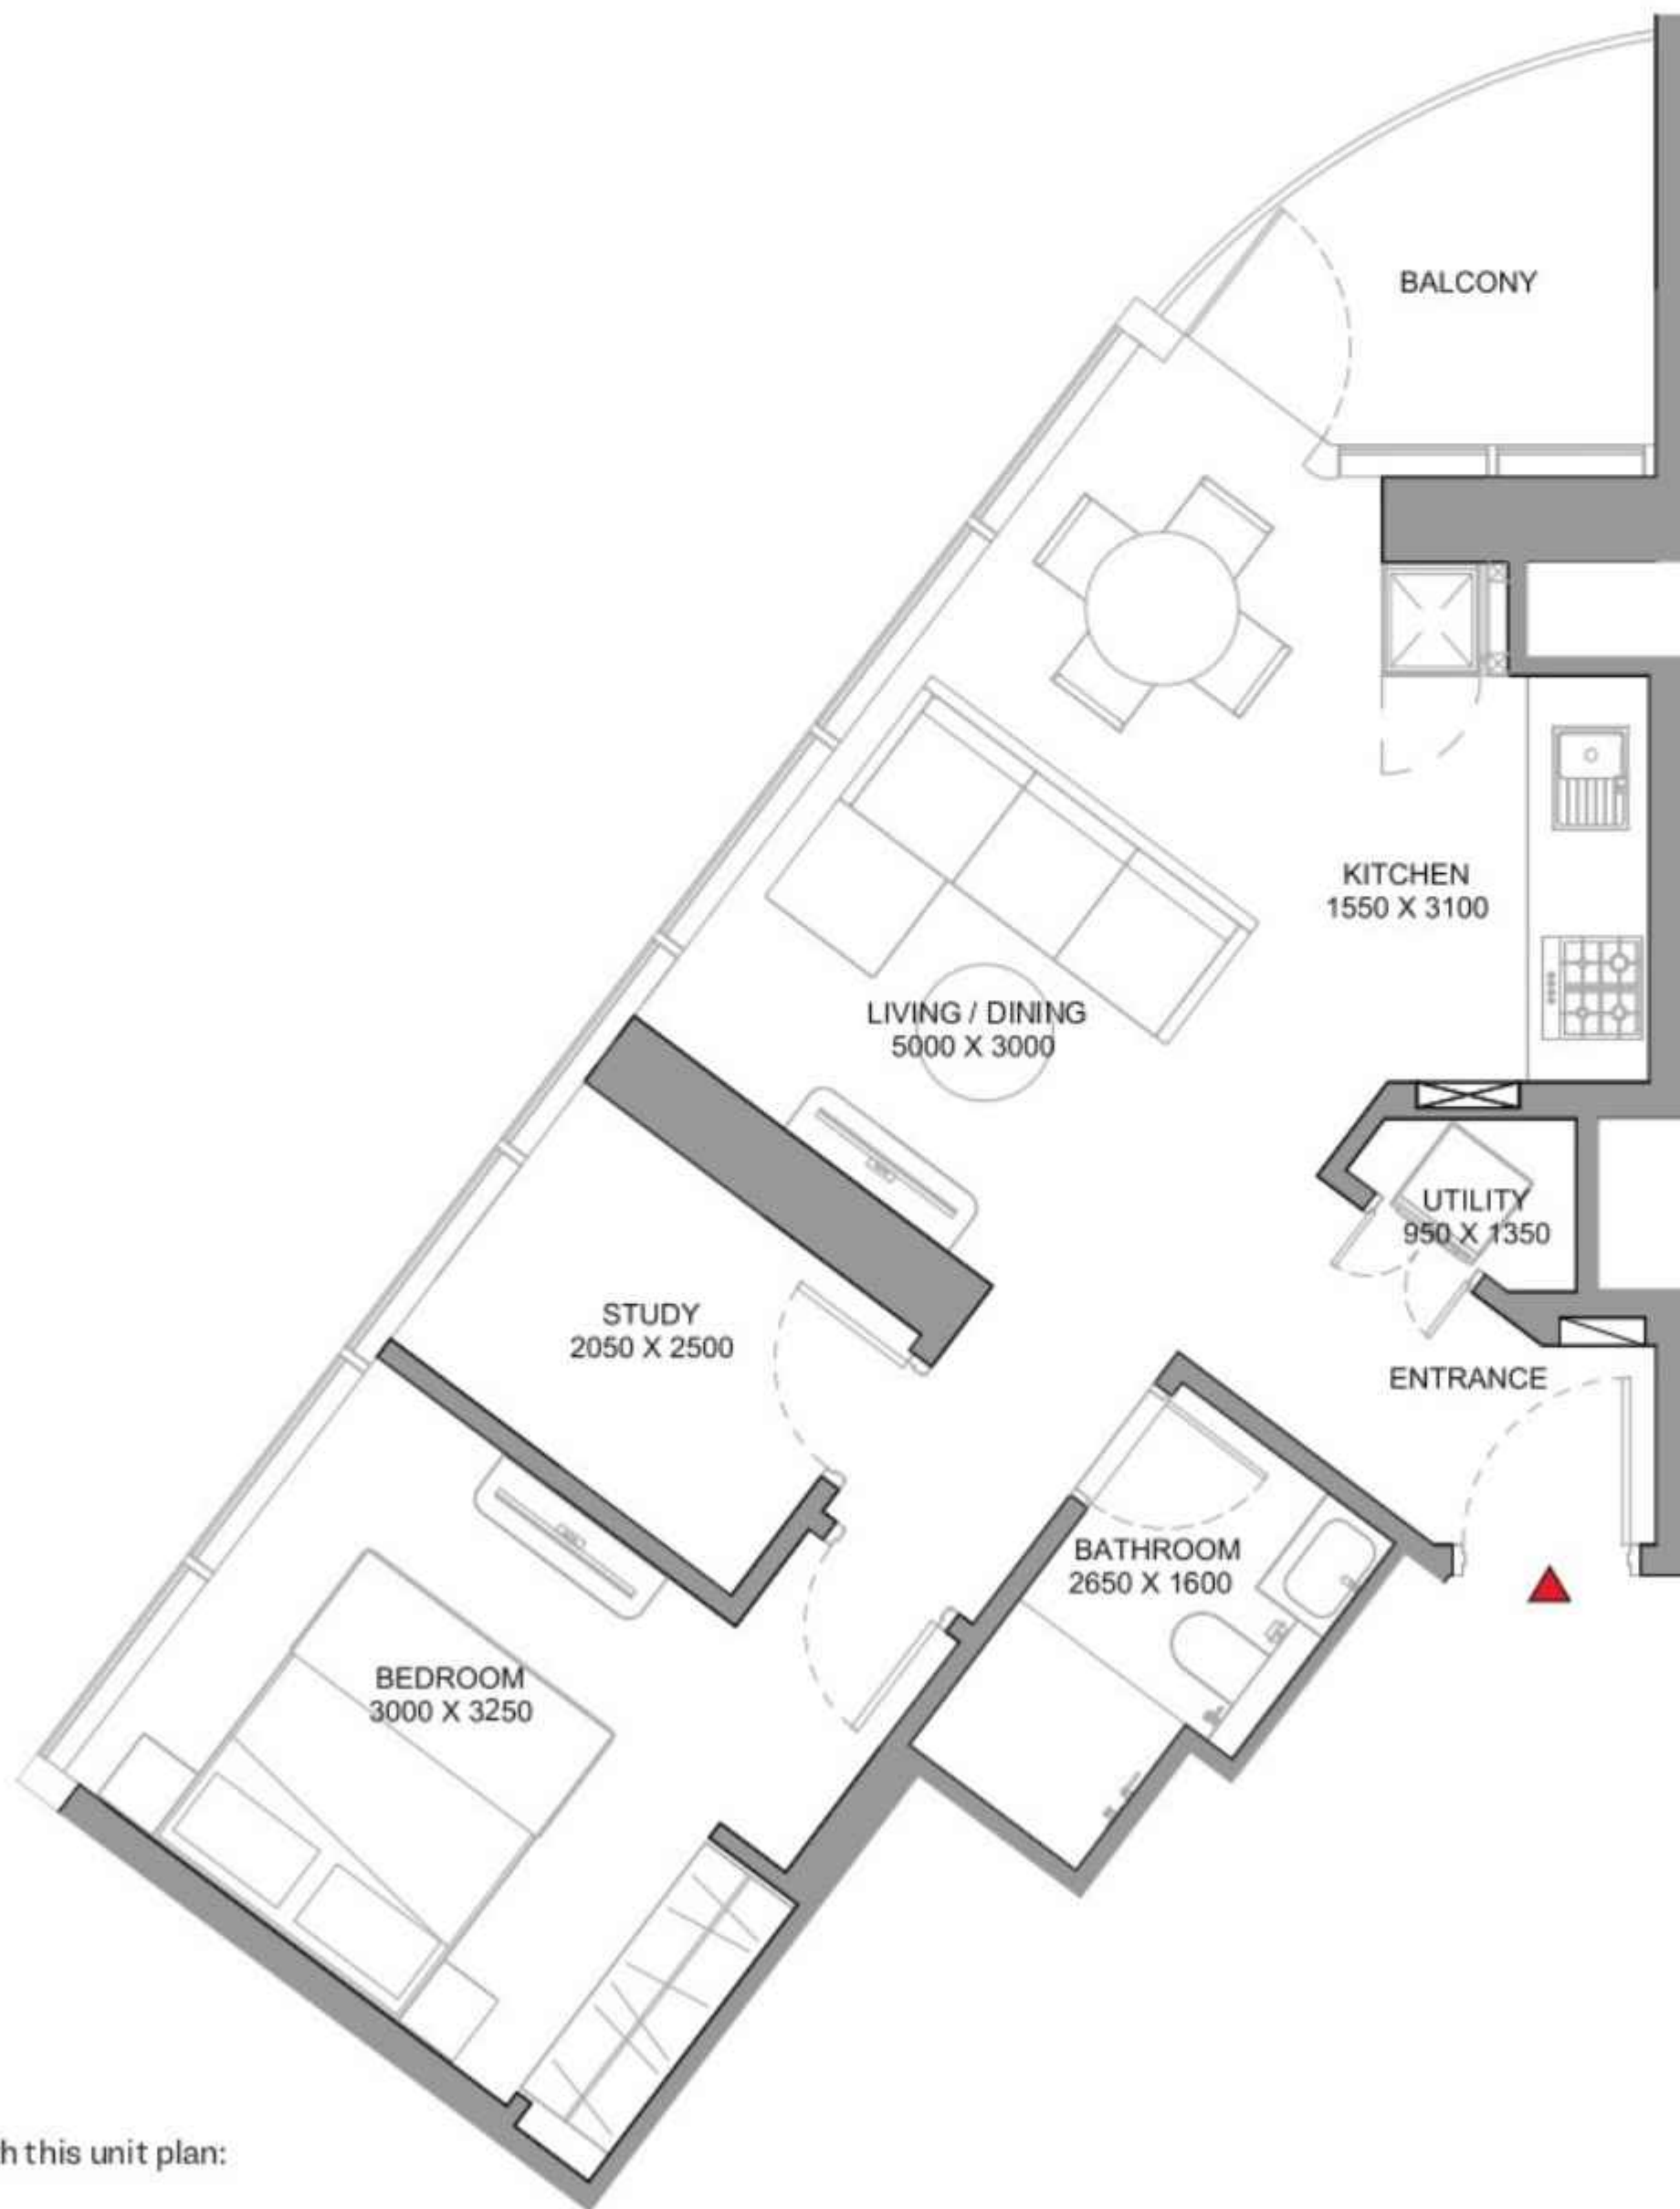 BALCONY
KITCHEN
1550 X 3100
LIVING / DINING
5000 X 3000
UTILITY
950 X 1350
STUDY
2050 X 2500
ENTRANCE
BATHROOM
2650 X 1600
BEDROOM
3000 X 3250
h this unit plan: